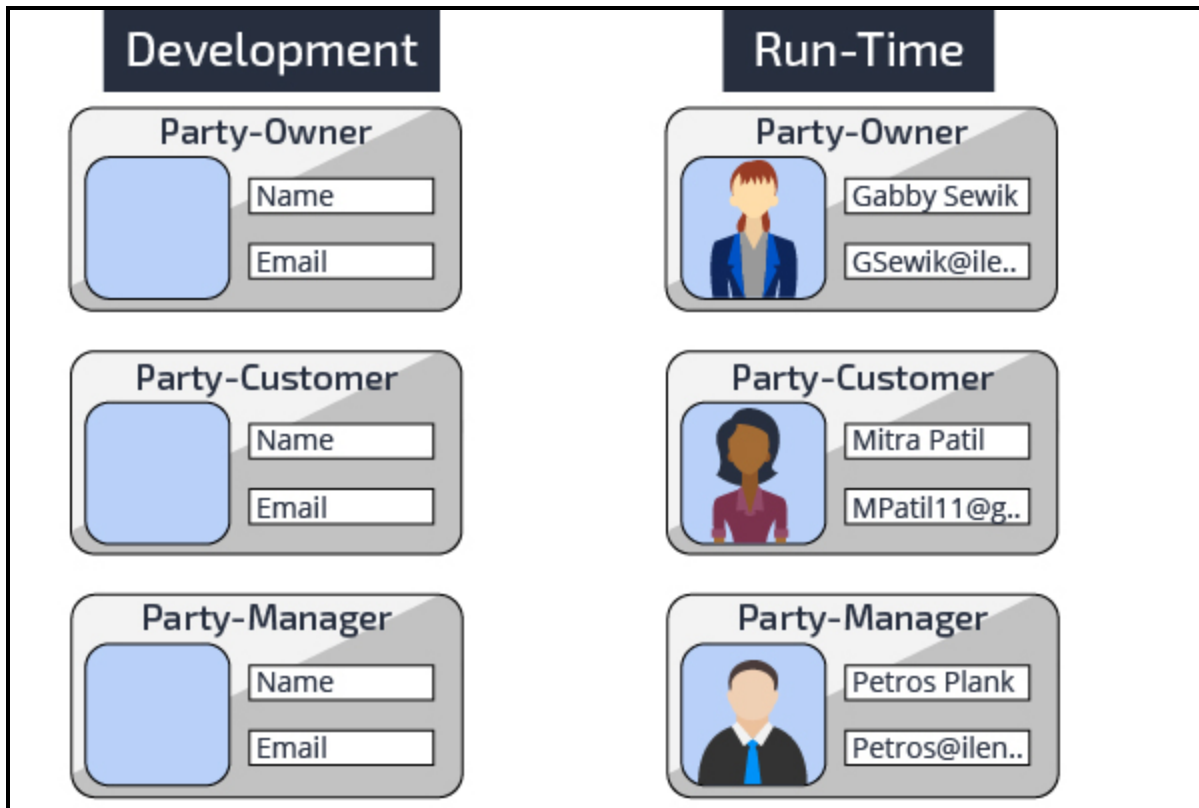 Development
Run-Time
Party-Owner
Name
Email
Party-Owner
Gabby Sewik
GSewik@ile..
Party-Customer
Name
Email
Party-Customer
Mitra Patil
MPatil11@g..
Party-Manager
Name
Email
Party-Manager
Petros Plank
Petros@ilen..